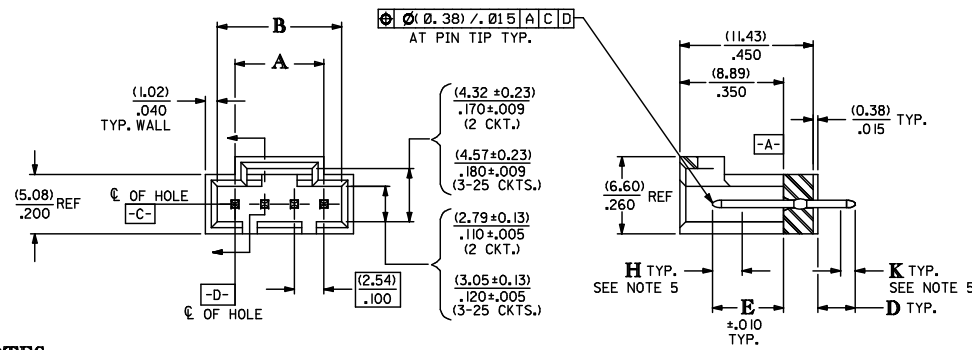 B
A
⌖ Ø(0.38)/.015 A C D
AT PIN TIP TYP.
(1.02)
.040
TYP. WALL
(4.32 ±0.23)
.170±.009
(2 CKT.)
(4.57±0.23)
.180±.009
(3-25 CKTS.)
(2.79±0.13)
.110±.005
(2 CKT.)
(3.05±0.13)
.120±.005
(3-25 CKTS.)
(5.08)
.200 REF
℄ OF HOLE
-C-
-D-
℄ OF HOLE
(2.54)
.100
(11.43)
.450
(8.89)
.350
(0.38)
.015 TYP.
-A-
(6.60)
.260 REF
H TYP.
SEE NOTE 5
K TYP.
SEE NOTE 5
E
±.010
TYP.
D TYP.